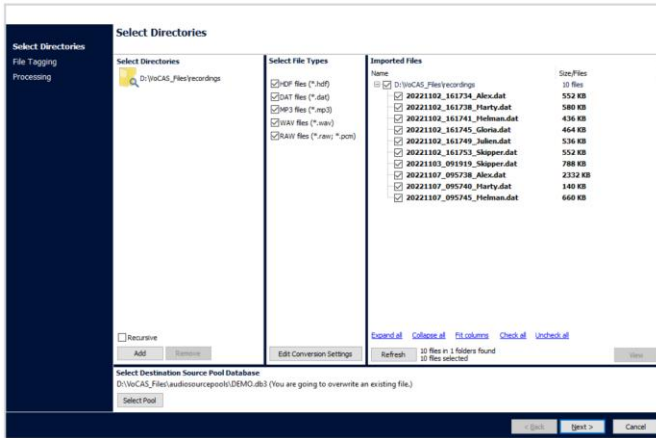 Select Directories
File Tagging
Processing
Select Directories
Select Directories
D:\VoCAS_Files\recordings
Recursive
Add Remove
Select File Types
HDF files (*.hdf)
DAT files (*.dat)
MP3 files (*.mp3)
WAV files (*.wav)
RAW files (*.raw; *.pcm)
Edit Conversion Settings
Imported Files
Name Size/Files
D:\VoCAS_Files\recordings 10 files
20221102_161734_Alex.dat 552 KB
20221102_161738_Marty.dat 580 KB
20221102_161741_Melman.dat 436 KB
20221102_161745_Gloria.dat 464 KB
20221102_161749_Julien.dat 536 KB
20221102_161753_Skipper.dat 552 KB
20221103_091919_Skipper.dat 788 KB
20221107_095738_Alex.dat 2332 KB
20221107_095740_Marty.dat 140 KB
20221107_095745_Melman.dat 660 KB
Expand all Collapse all Fit columns Check all Uncheck all
Refresh
10 files in 1 folders found
10 files selected
View
Select Destination Source Pool Database
D:\VoCAS_Files\audiosourcepools\DEMO.db3 (You are going to overwrite an existing file.)
Select Pool
< Back Next > Cancel